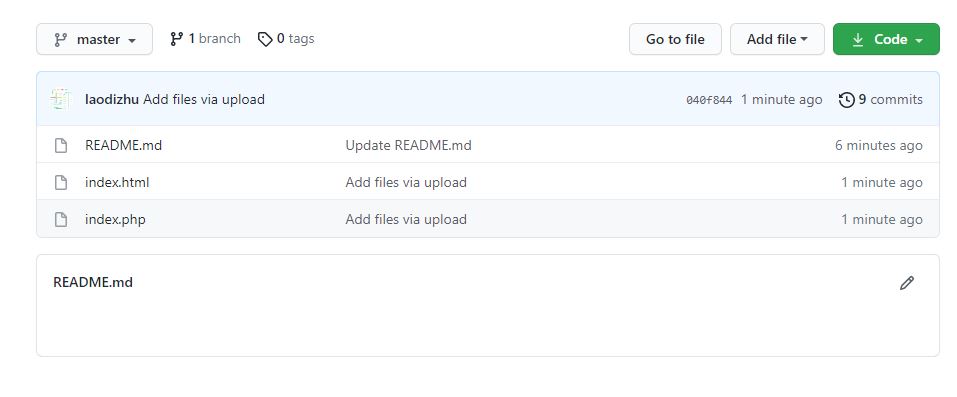 master 1 branch 0 tags Go to file Add file Code
laodizhu Add files via upload 040f844 1 minute ago 9 commits
README.md Update README.md 6 minutes ago
index.html Add files via upload 1 minute ago
index.php Add files via upload 1 minute ago
README.md